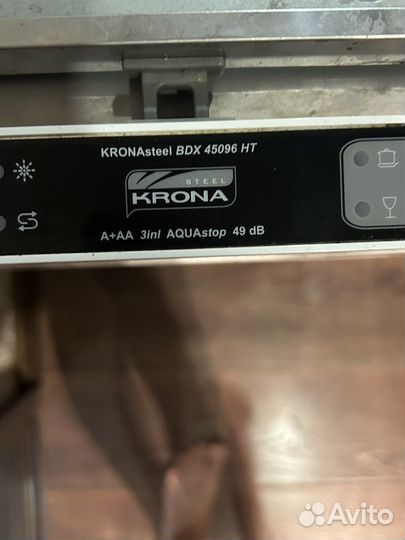 KRONAsteel BDX 45096 HT
STEEL
KRONA
A+AA 3in1 AQUAstop 49 dB
Avito